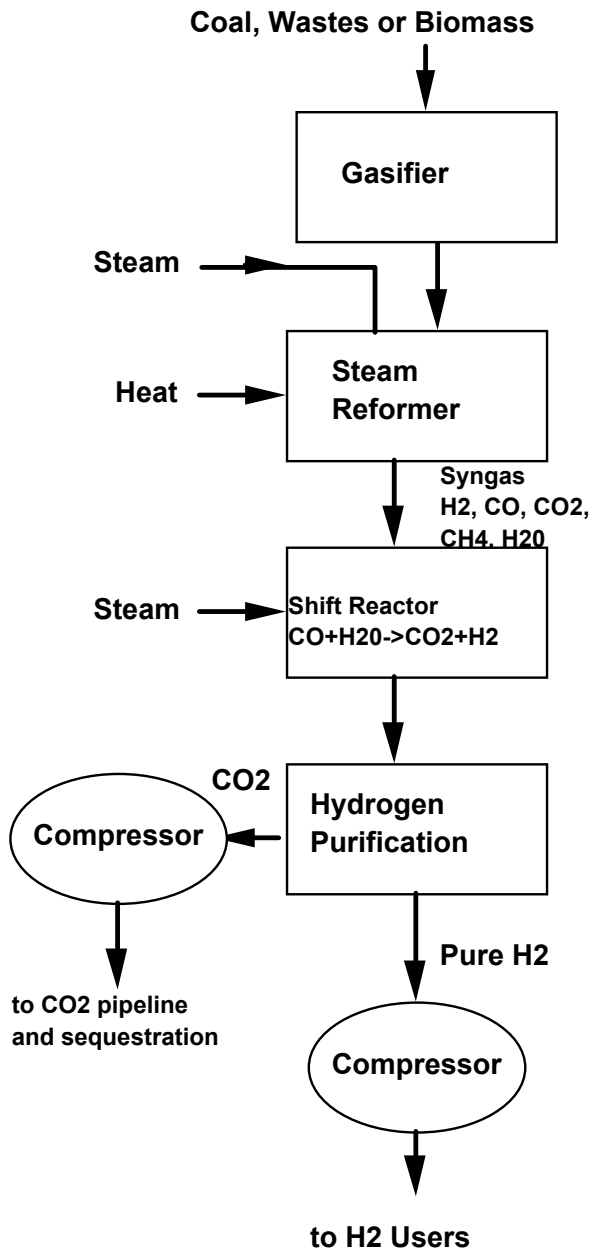 Coal, Wastes or Biomass
Gasifier
Steam
Steam
Reformer
Heat
Syngas
H2, CO, CO2,
CH4, H20
Steam
Shift Reactor
CO+H20->CO2+H2
CO2
Hydrogen
Purification
Compressor
Pure H2
to CO2 pipeline
and sequestration
Compressor
to H2 Users